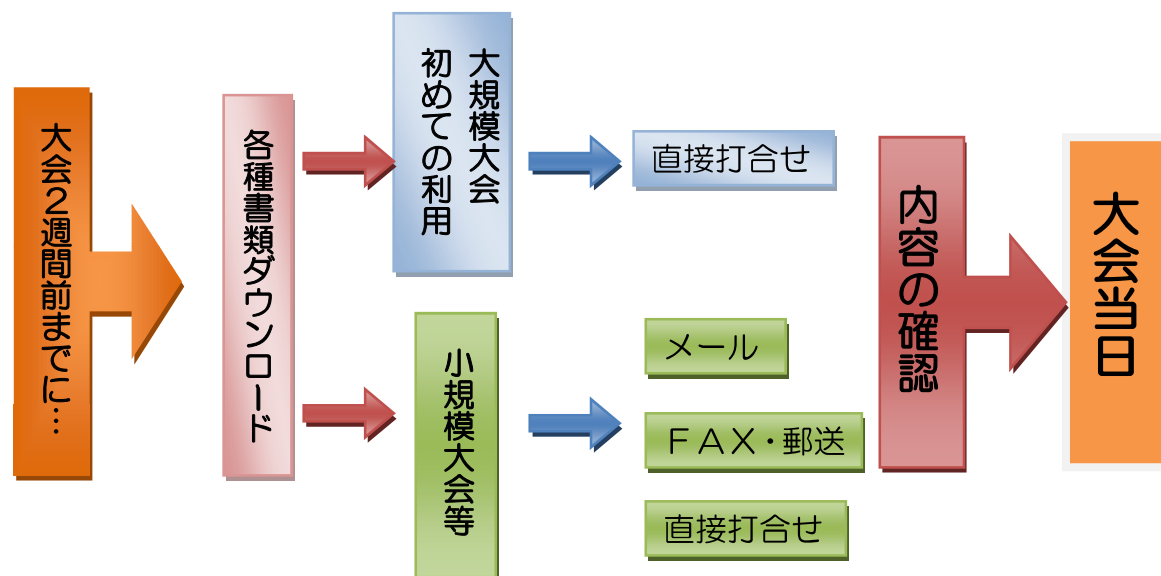 大会２週間前までに…
各種書類ダウンロード
大規模大会
初めての利用
直接打合せ
小規模大会等
メール
ＦＡＸ・郵送
直接打合せ
内容の確認
大会当日